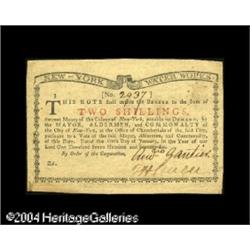 NEW-YORK WATER WORKS
[No. 2937]
THIS NOTE shall entitle the BEARER to the Sum of
TWO SHILLINGS,
current Money of the Colony of New-York, payable on DEMAND, by
the MAYOR, ALDERMEN, and COMMONALTY of
the City of New-York, at the Office of Chamberlain of the said City,
pursuant to a Vote of the said Mayor, Aldermen, and Commonalty, of
this Date. Dated the Day of January, in the Year of our
Lord One Thousand Seven Hundred and
By Order of the Corporation,
2s.
©2004 HeritageGalleries